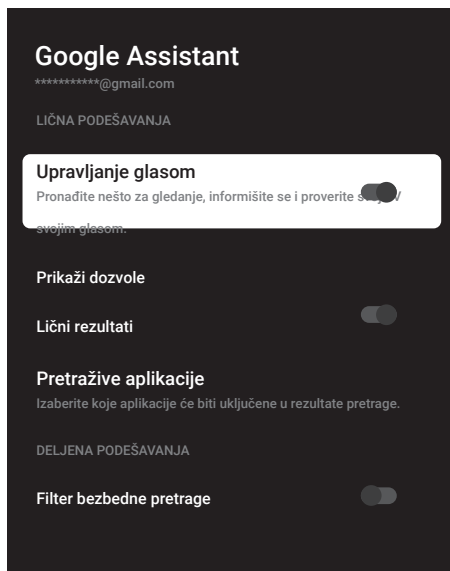 Google Assistant
***********@gmail.com
LIČNA PODEŠAVANJA
Upravljanje glasom
Pronađite nešto za gledanje, informišite se i proverite
svojim glasom.
Prikaži dozvole
Lični rezultati
Pretražive aplikacije
Izaberite koje aplikacije će biti uključene u rezultate pretrage.
DELJENA PODEŠAVANJA
Filter bezbedne pretrage